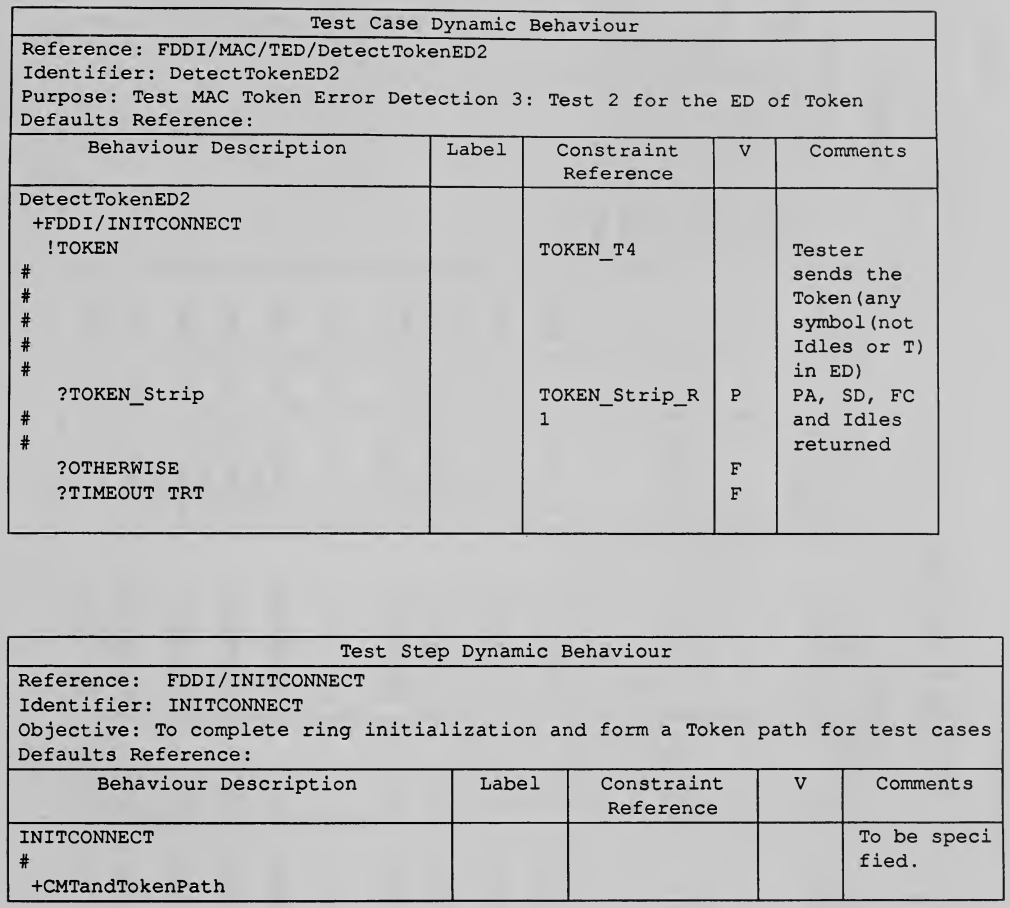 Test Case Dynamic Behaviour
Reference: FDDI/MAC/TED/DetectTokenED2
Identifier: DetectTokenED2
Purpose: Test MAC Token Error Detection 3: Test 2 for the ED of Token
Defaults Reference:
Behaviour Description Label Constraint V Comments
Reference
DetectTokenED2
+FDDI/INITCONNECT
!TOKEN TOKEN_T4 Tester
# sends the
# Token(any
# symbol(not
# Idles or T)
# in ED)
?TOKEN_Strip TOKEN_Strip_R P PA, SD, FC
# 1 and Idles
# returned
?OTHERWISE F
?TIMEOUT TRT F
Test Step Dynamic Behaviour
Reference: FDDI/INITCONNECT
Identifier: INITCONNECT
Objective: To complete ring initialization and form a Token path for test cases
Defaults Reference:
Behaviour Description Label Constraint V Comments
Reference
INITCONNECT To be speci
# fied.
+CMTandTokenPath